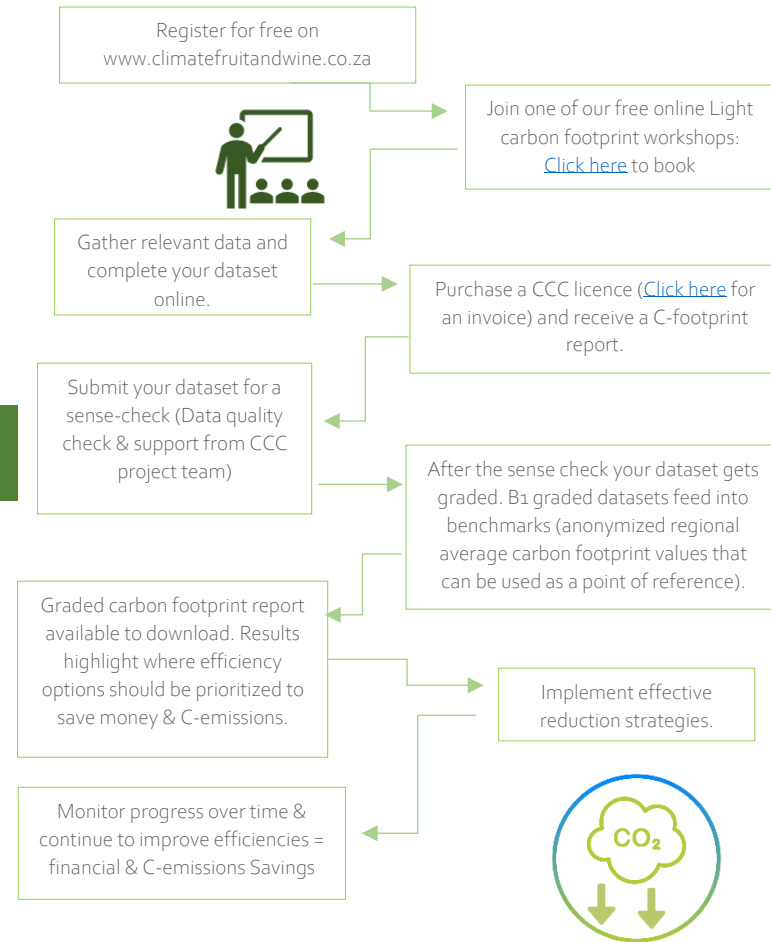 Register for free on
www.climatefruitandwine.co.za
Join one of our free online Light
carbon footprint workshops:
Click here to book
Gather relevant data and
complete your dataset
online.
Purchase a CCC licence (Click here for
an invoice) and receive a C-footprint
report.
Submit your dataset for a
sense-check (Data quality
check & support from CCC
project team)
After the sense check your dataset gets
graded. B1 graded datasets feed into
benchmarks (anonymized regional
average carbon footprint values that
can be used as a point of reference).
Graded carbon footprint report
available to download. Results
highlight where efficiency
options should be prioritized to
save money & C-emissions.
Implement effective
reduction strategies.
Monitor progress over time &
continue to improve efficiencies =
financial & C-emissions Savings
CO₂